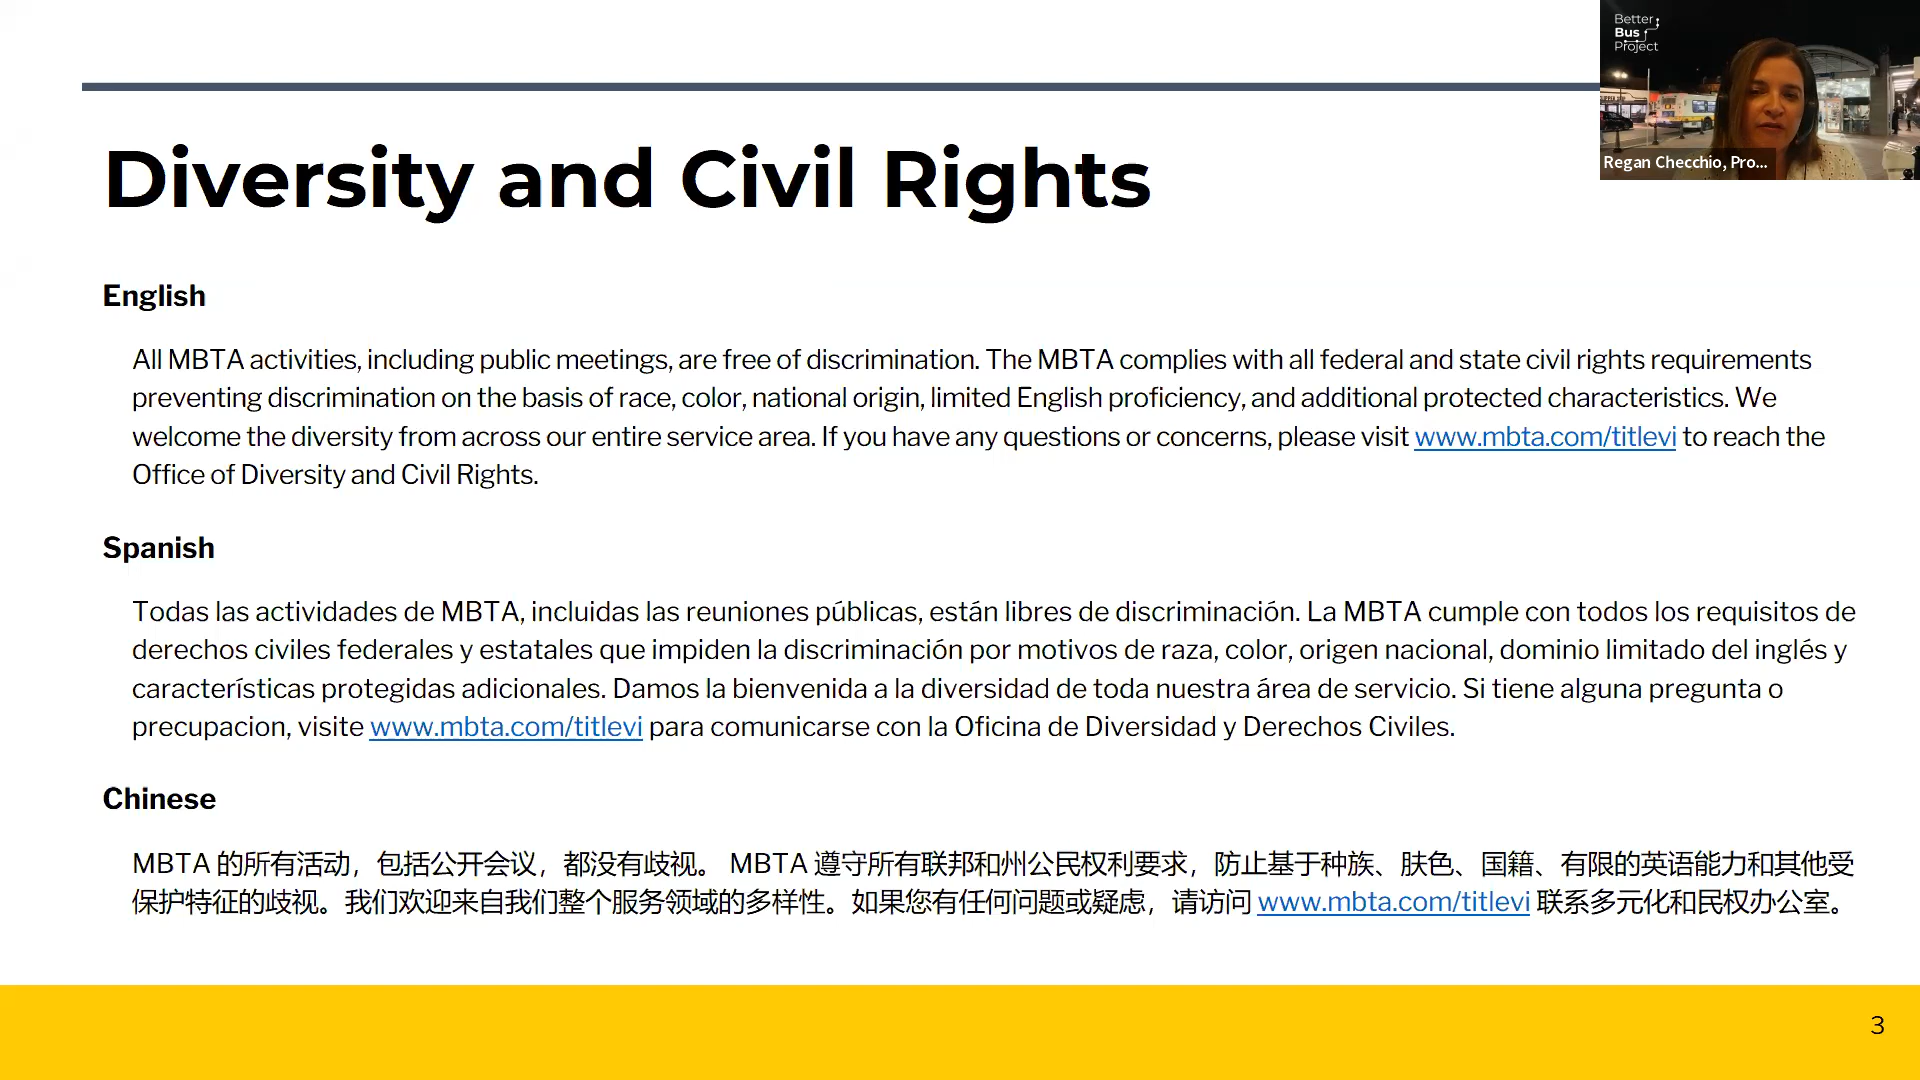 Better
Bus
Project
Regan Checchio, Pro...
Diversity and Civil Rights
English
All MBTA activities, including public meetings, are free of discrimination. The MBTA complies with all federal and state civil rights requirements
preventing discrimination on the basis of race, color, national origin, limited English proficiency, and additional protected characteristics. We
welcome the diversity from across our entire service area. If you have any questions or concerns, please visit www.mbta.com/titlevi to reach the
Office of Diversity and Civil Rights.
Spanish
Todas las actividades de MBTA, incluidas las reuniones públicas, están libres de discriminación. La MBTA cumple con todos los requisitos de
derechos civiles federales y estatales que impiden la discriminación por motivos de raza, color, origen nacional, dominio limitado del inglés y
características protegidas adicionales. Damos la bienvenida a la diversidad de toda nuestra área de servicio. Si tiene alguna pregunta o
precupacion, visite www.mbta.com/titlevi para comunicarse con la Oficina de Diversidad y Derechos Civiles.
Chinese
MBTA 的所有活动，包括公开会议，都没有歧视。 MBTA 遵守所有联邦和州公民权利要求，防止基于种族、肤色、国籍、有限的英语能力和其他受
保护特征的歧视。我们欢迎来自我们整个服务领域的多样性。如果您有任何问题或疑虑，请访问 www.mbta.com/titlevi 联系多元化和民权办公室。
3